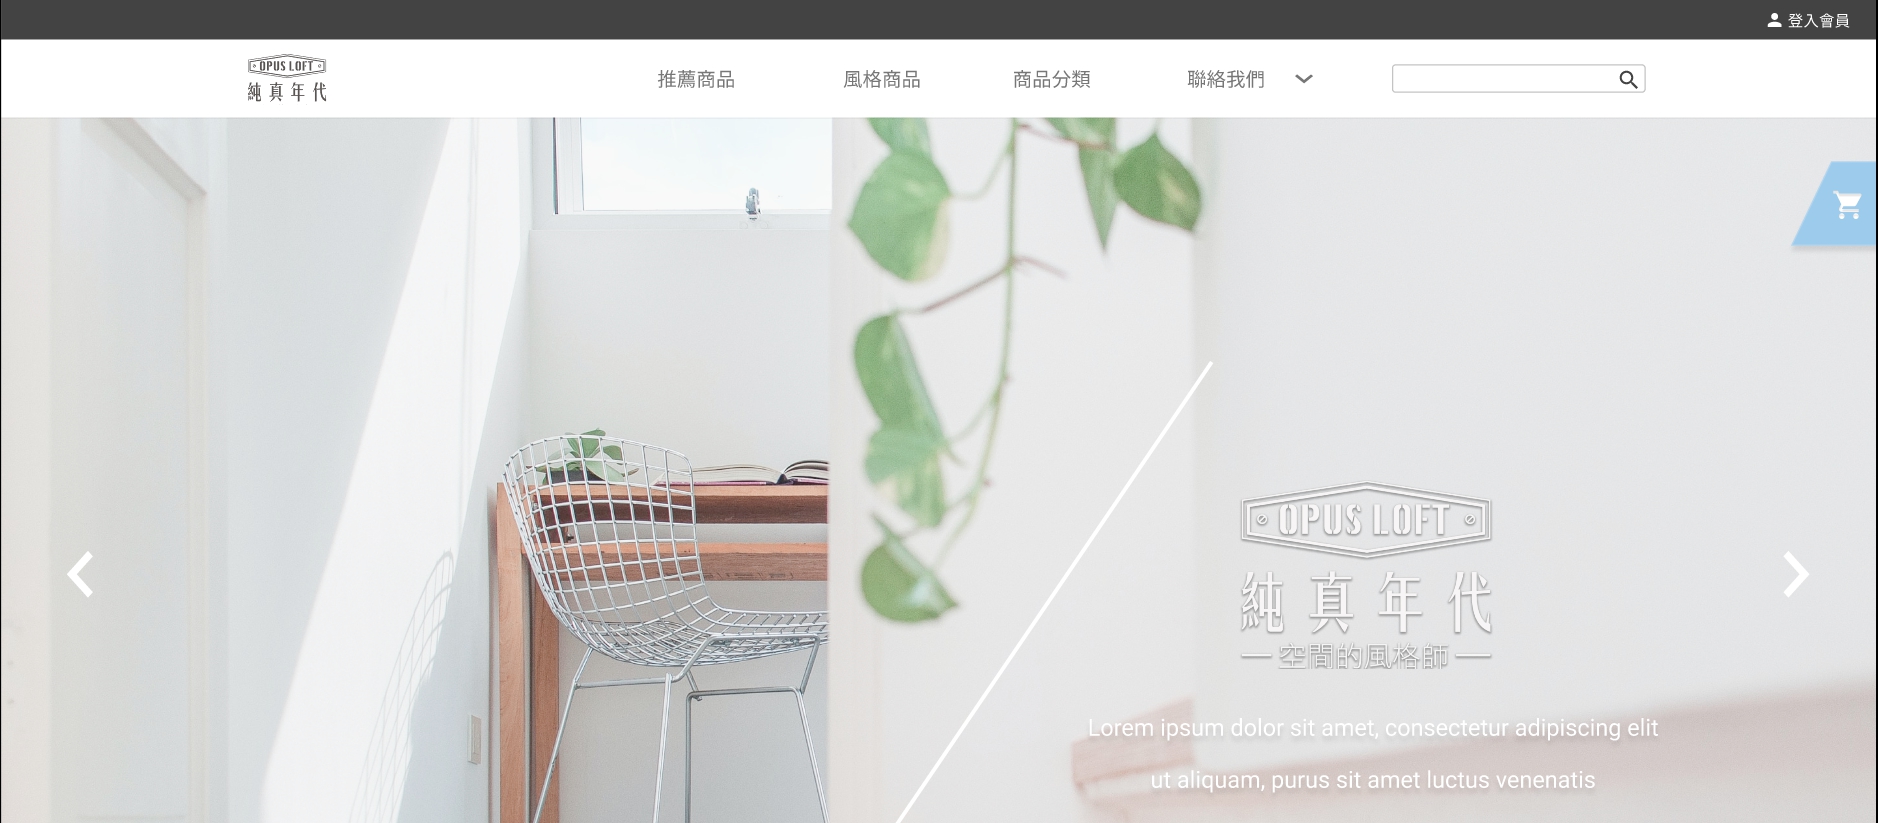 登入會員
OPUS LOFT
純真年代
推薦商品
風格商品
商品分類
聯絡我們
OPUS LOFT
純真年代
空間的風格師
Lorem ipsum dolor sit amet, consectetur adipiscing elit
ut aliquam, purus sit amet luctus venenatis